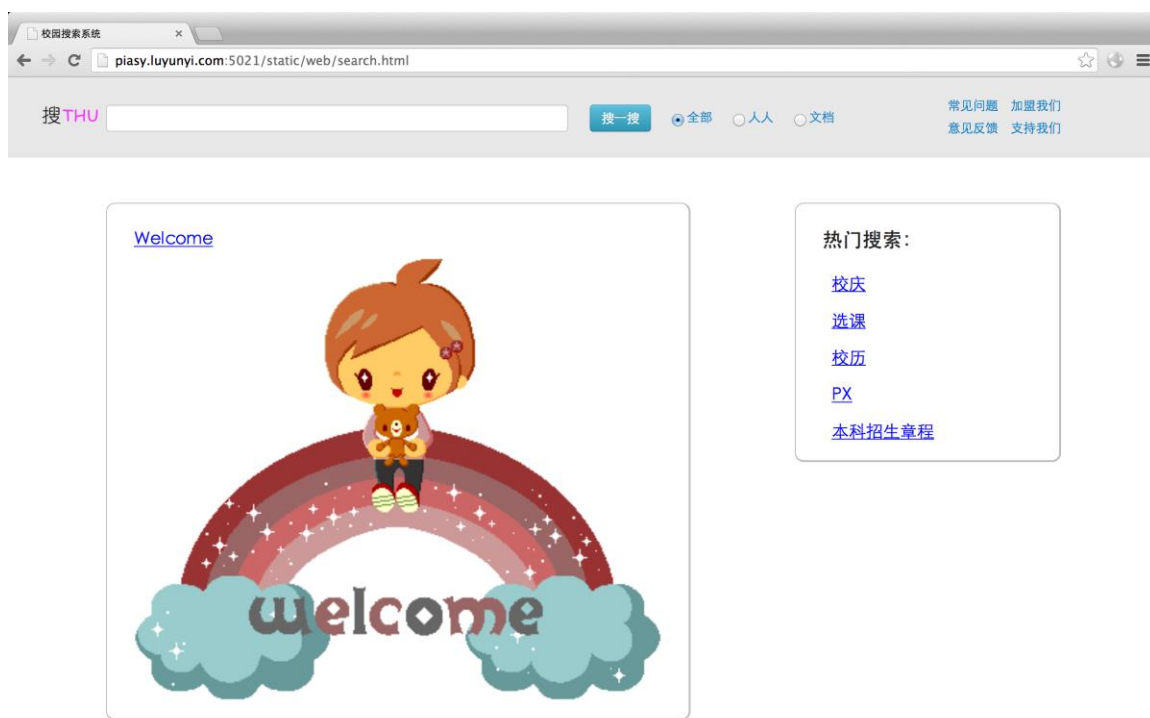 校园搜索系统
piasy.luyunyi.com:5021/static/web/search.html
搜THU 搜一搜 全部 人人 文档
常见问题 加盟我们
意见反馈 支持我们
Welcome
welcome
热门搜索:
校庆
选课
校历
PX
本科招生章程